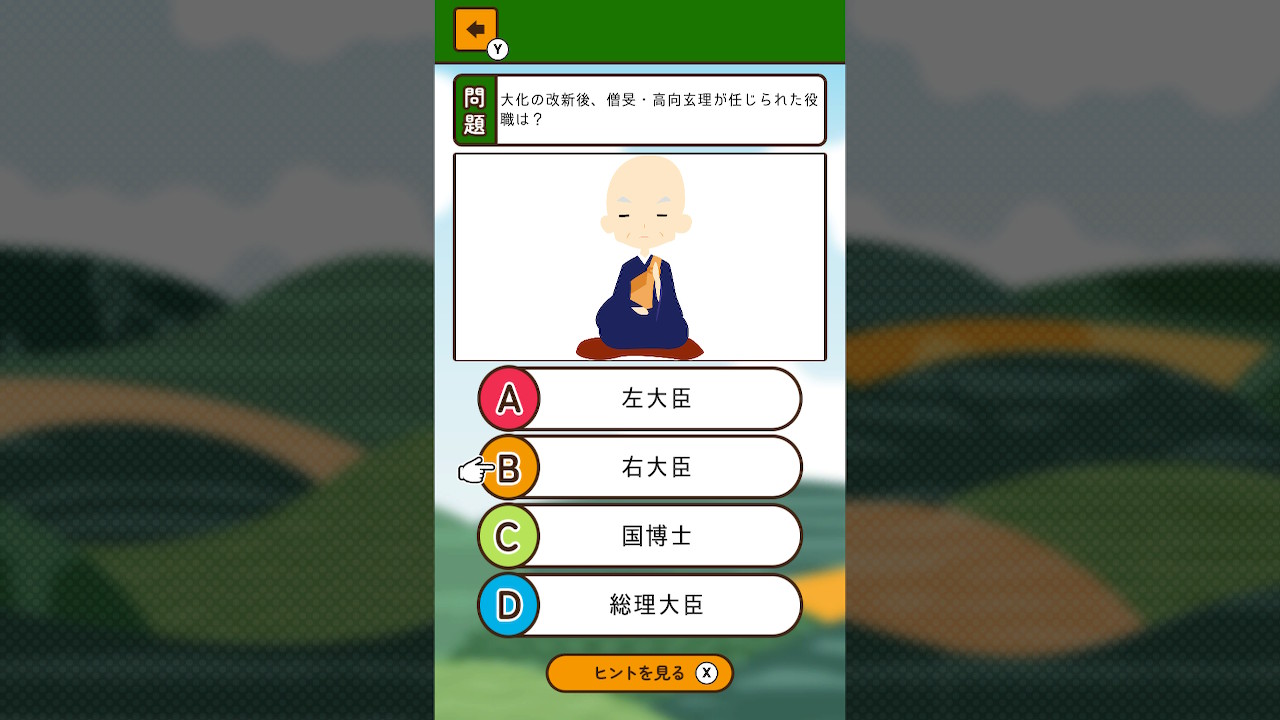 Y
問題
大化の改新後、僧旻・高向玄理が任じられた役
職は？
A 左大臣
B 右大臣
C 国博士
D 総理大臣
ヒントを見る X